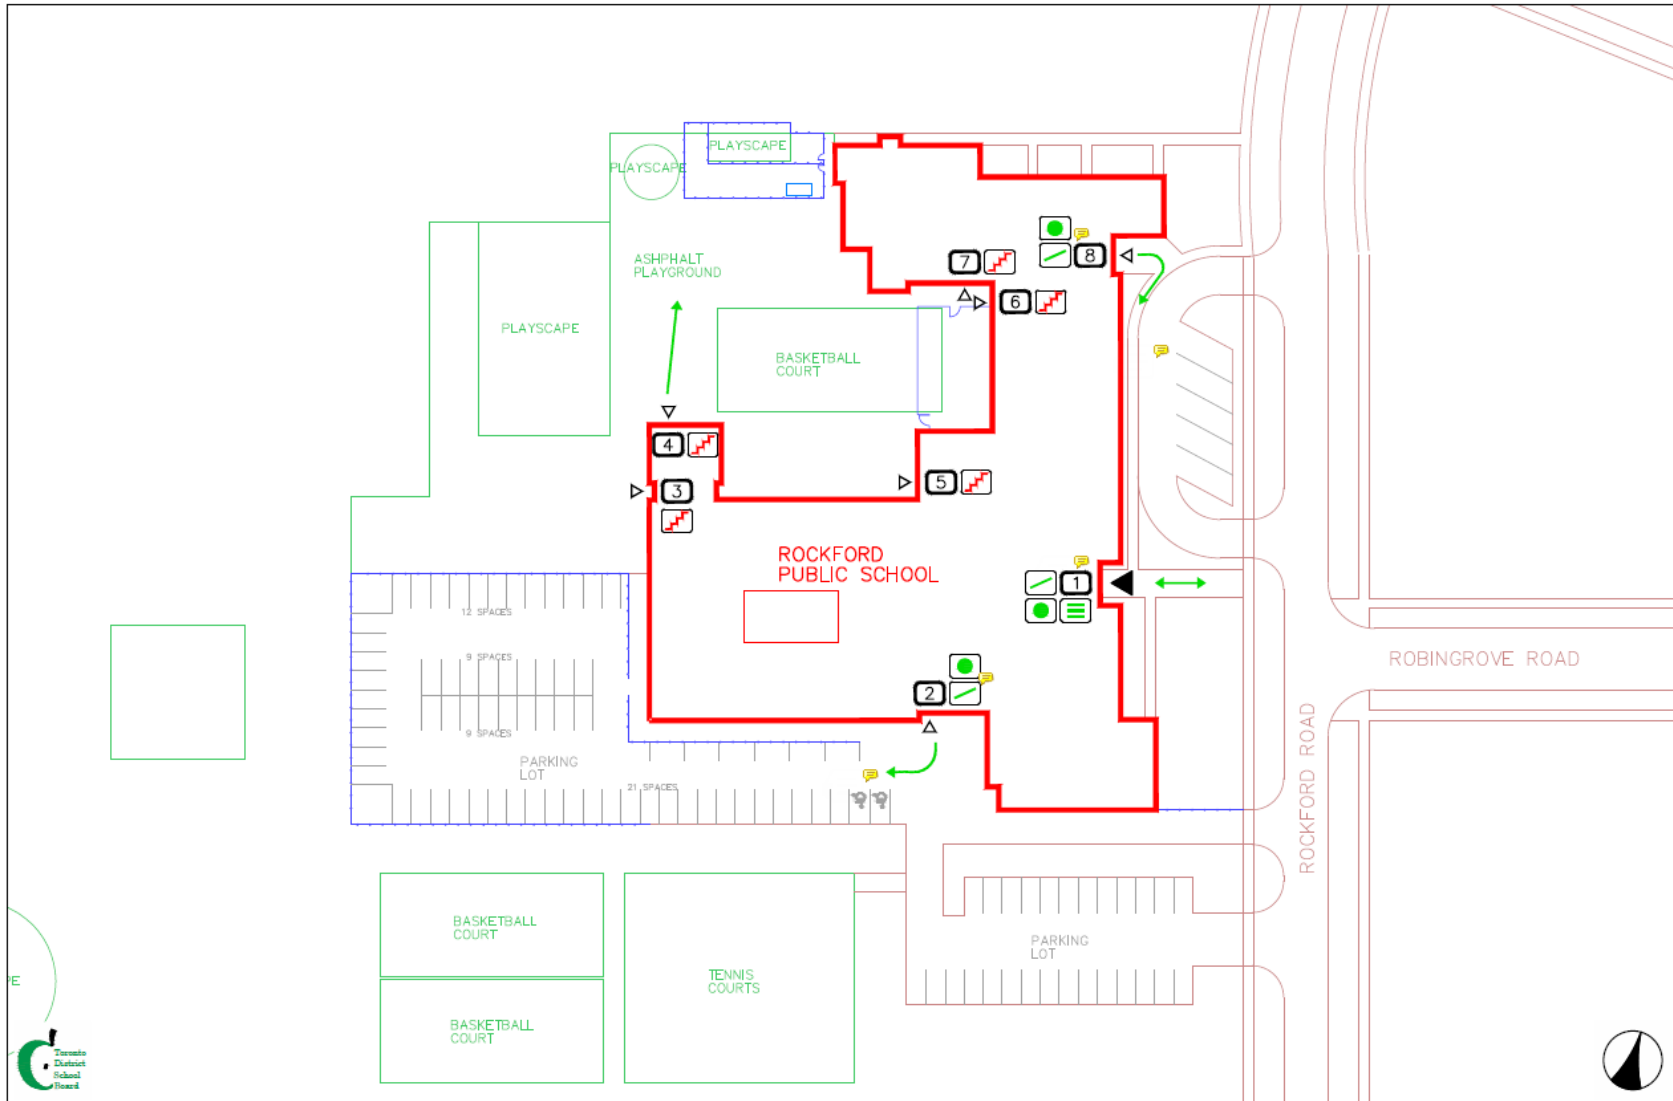 PLAYSCAPE
PLAYSCAPE
ASHPHALT
PLAYGROUND
PLAYSCAPE
BASKETBALL
COURT
8
7
6
4
5
3
ROCKFORD
PUBLIC SCHOOL
1
2
12 SPACES
9 SPACES
9 SPACES
PARKING
LOT
21 SPACES
ROBINGROVE ROAD
ROCKFORD ROAD
BASKETBALL
COURT
BASKETBALL
COURT
TENNIS
COURTS
PARKING
LOT
PE
Toronto
District
School
Board